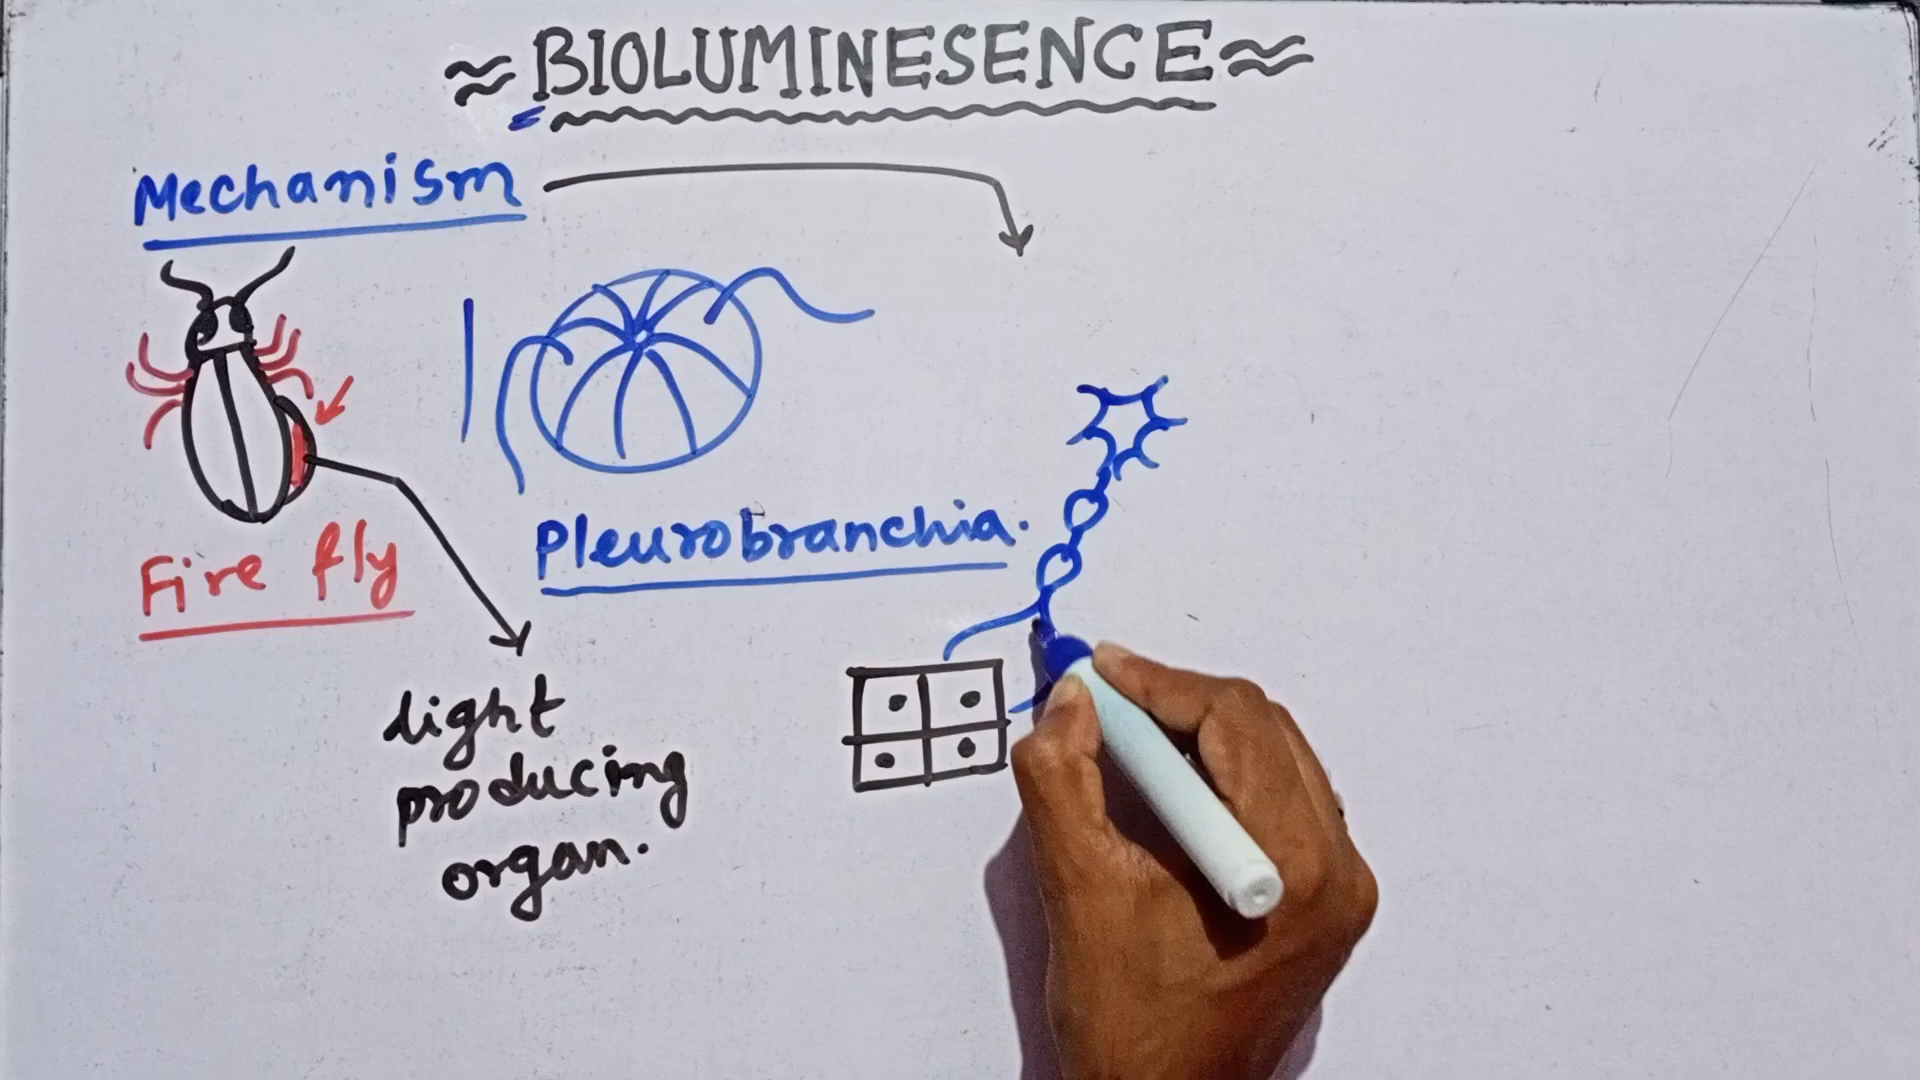 ≈ BIOLUMINESENCE ≈
Mechanism
Pleurobranchia.
Fire fly
light
producing
organ.